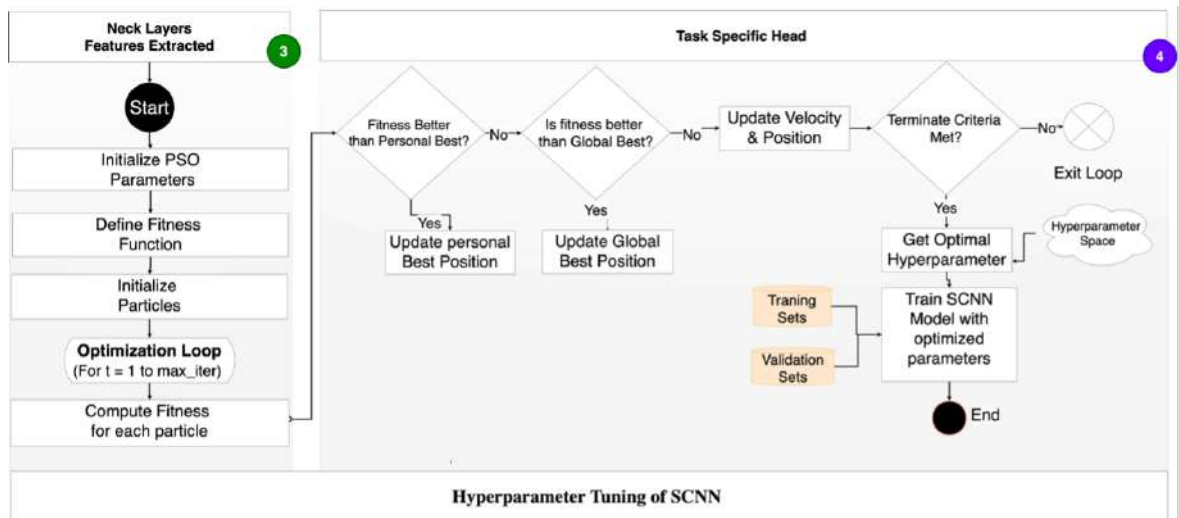 Neck Layers
Features Extracted
3
Start
Initialize PSO
Parameters
Define Fitness
Function
Initialize
Particles
Optimization Loop
(For t = 1 to max_iter)
Compute Fitness
for each particle
Task Specific Head
4
Fitness Better
than Personal Best?
No
Yes
Update personal
Best Position
Is fitness better
than Global Best?
No
Yes
Update Global
Best Position
Update Velocity
& Position
Terminate Criteria
Met?
No
Exit Loop
Yes
Get Optimal
Hyperparameter
Hyperparameter
Space
Traning
Sets
Validation
Sets
Train SCNN
Model with
optimized
parameters
End
Hyperparameter Tuning of SCNN